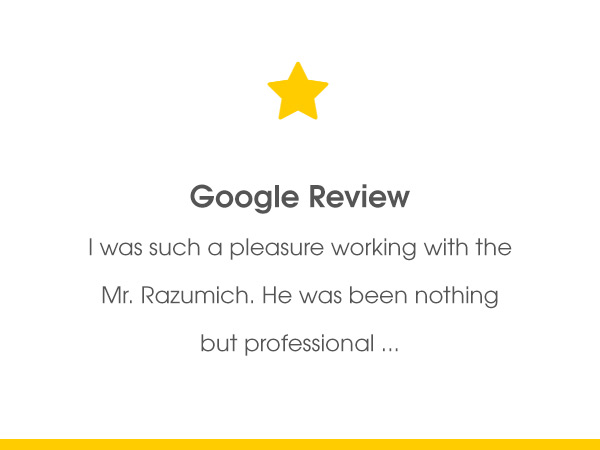 Google Review
I was such a pleasure working with the
Mr. Razumich. He was been nothing
but professional ...